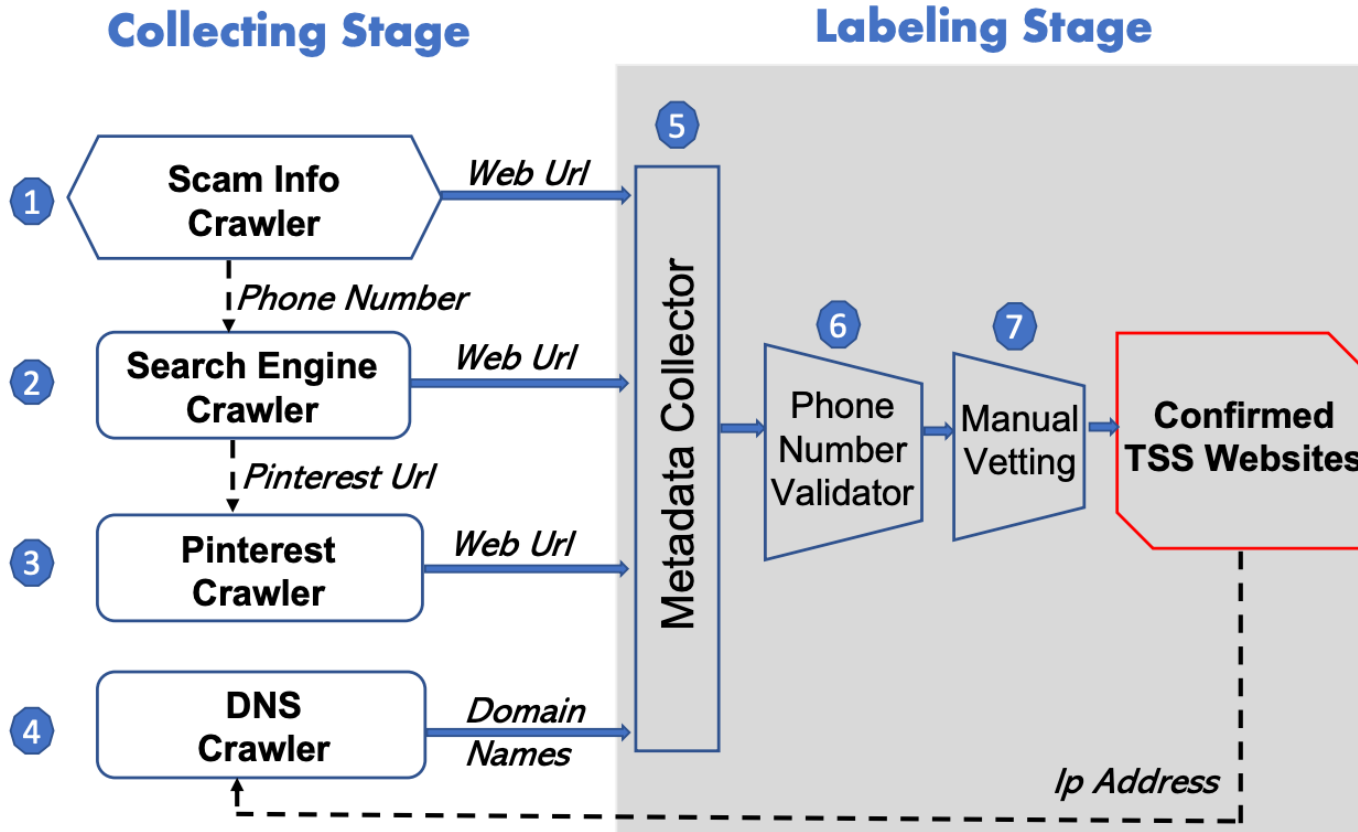 Collecting Stage
Labeling Stage
1
Scam Info
Crawler
Web Url
Phone Number
2
Search Engine
Crawler
Web Url
Pinterest Url
3
Pinterest
Crawler
Web Url
4
DNS
Crawler
Domain
Names
5
Metadata Collector
6
Phone
Number
Validator
7
Manual
Vetting
Confirmed
TSS Websites
Ip Address